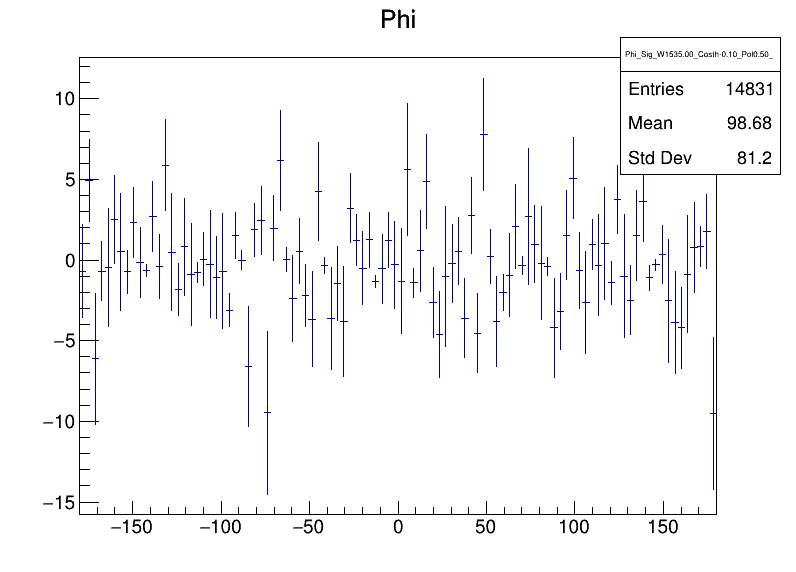 Phi
Phi_Sig_W1535.00_Costh-0.10_Pol0.50_
Entries 14831
Mean 98.68
Std Dev 81.2
10
5
0
−5
−10
−15
−150 −100 −50 0 50 100 150